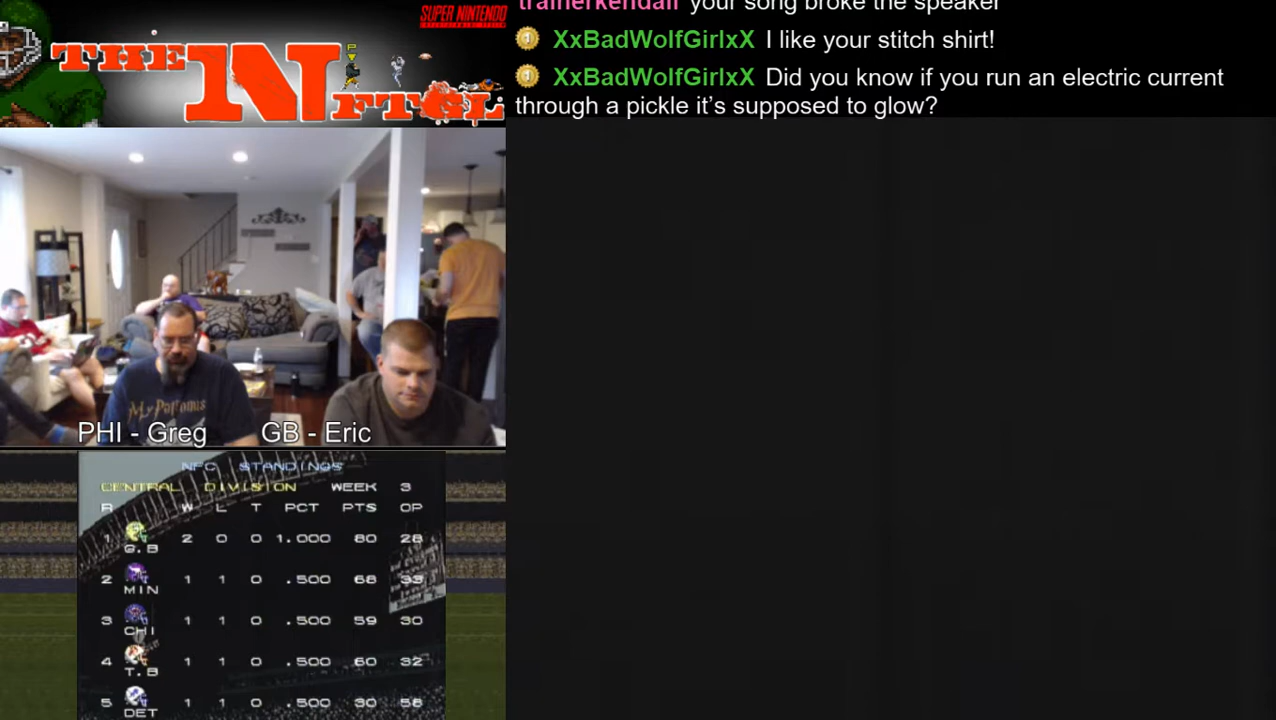 SUPER NINTENDO
ENTERTAINMENT SYSTEM
THE NFTGL
P
trainerkendall your song broke the speaker
XxBadWolfGirlxX I like your stitch shirt!
XxBadWolfGirlxX Did you know if you run an electric current
through a pickle it's supposed to glow?
PHI - Greg GB - Eric
NFC STANDINGS
CENTRAL DIVISION WEEK 3
R W L T PCT PTS OP
1 G.B 2 0 0 1.000 80 28
2 MIN 1 1 0 .500 68 33
3 CHI 1 1 0 .500 59 30
4 T.B 1 1 0 .500 60 32
5 DET 1 1 0 .500 30 58